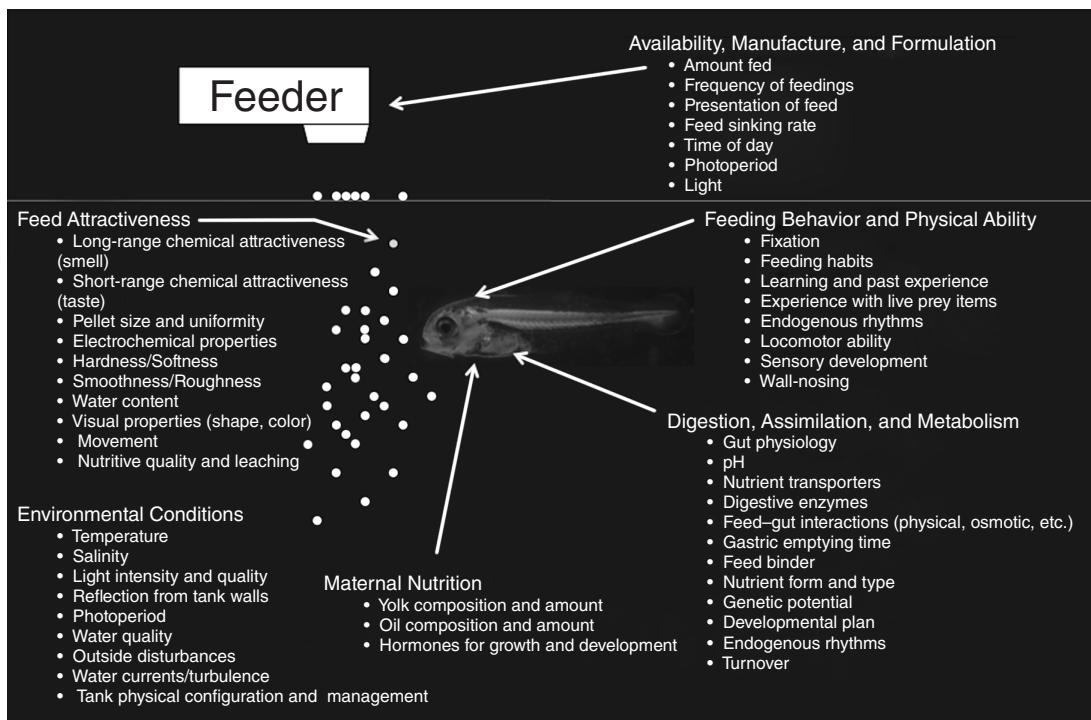 Feeder
Availability, Manufacture, and Formulation
• Amount fed
• Frequency of feedings
• Presentation of feed
• Feed sinking rate
• Time of day
• Photoperiod
• Light
Feed Attractiveness
• Long-range chemical attractiveness
(smell)
• Short-range chemical attractiveness
(taste)
• Pellet size and uniformity
• Electrochemical properties
• Hardness/Softness
• Smoothness/Roughness
• Water content
• Visual properties (shape, color)
• Movement
• Nutritive quality and leaching
Feeding Behavior and Physical Ability
• Fixation
• Feeding habits
• Learning and past experience
• Experience with live prey items
• Endogenous rhythms
• Locomotor ability
• Sensory development
• Wall-nosing
Digestion, Assimilation, and Metabolism
• Gut physiology
• pH
• Nutrient transporters
• Digestive enzymes
• Feed–gut interactions (physical, osmotic, etc.)
• Gastric emptying time
• Feed binder
• Nutrient form and type
• Genetic potential
• Developmental plan
• Endogenous rhythms
• Turnover
Environmental Conditions
• Temperature
• Salinity
• Light intensity and quality
• Reflection from tank walls
• Photoperiod
• Water quality
• Outside disturbances
• Water currents/turbulence
• Tank physical configuration and management
Maternal Nutrition
• Yolk composition and amount
• Oil composition and amount
• Hormones for growth and development